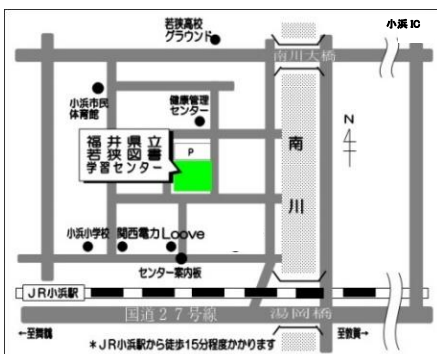 若狭高校
グラウンド
小浜IC
南川大橋
小浜市民
体育館
健康管理
センター
N
福井県立
若狭図書
学習センター
P
南
川
小浜小学校
関西電力
Loove
センター案内板
JR小浜駅
国道27号線
湯岡橋
←至舞鶴
至敦賀→
*JR小浜駅から徒歩15分程度かかります